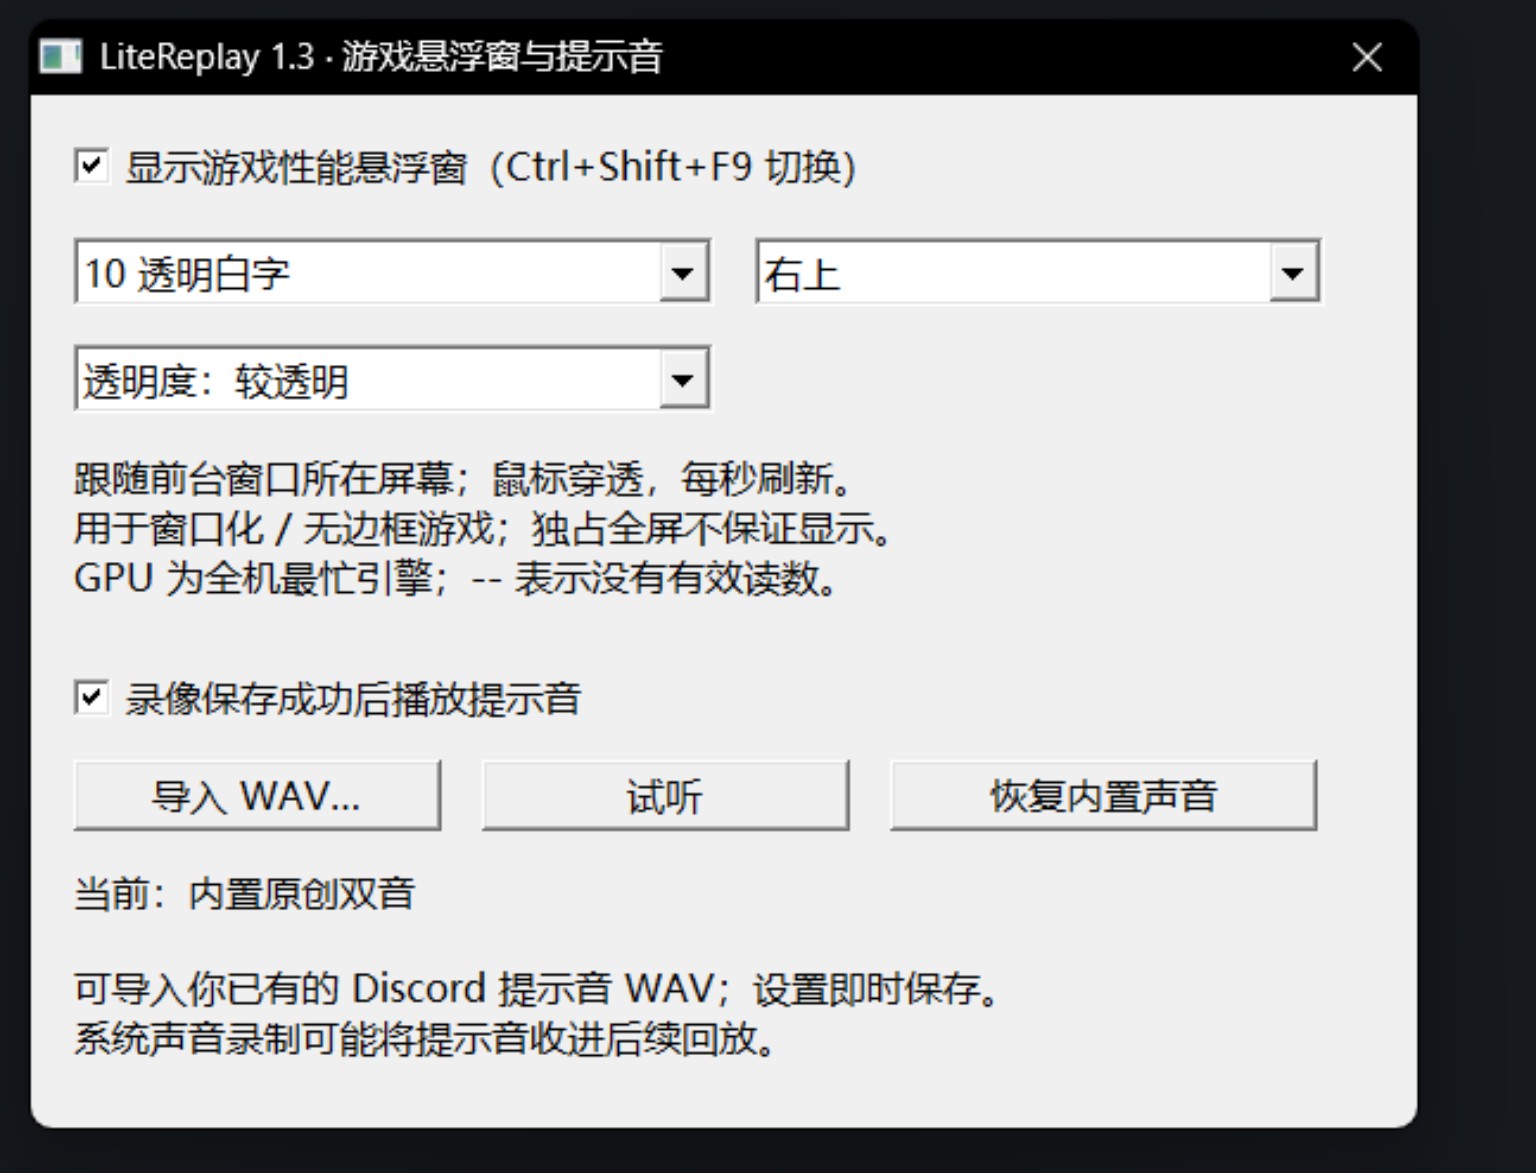 LiteReplay 1.3 · 游戏悬浮窗与提示音
显示游戏性能悬浮窗（Ctrl+Shift+F9 切换）
10 透明白字
右上
透明度：较透明
跟随前台窗口所在屏幕；鼠标穿透，每秒刷新。
用于窗口化 / 无边框游戏；独占全屏不保证显示。
GPU 为全机最忙引擎；-- 表示没有有效读数。
录像保存成功后播放提示音
导入 WAV...
试听
恢复内置声音
当前：内置原创双音
可导入你已有的 Discord 提示音 WAV；设置即时保存。
系统声音录制可能将提示音收进后续回放。